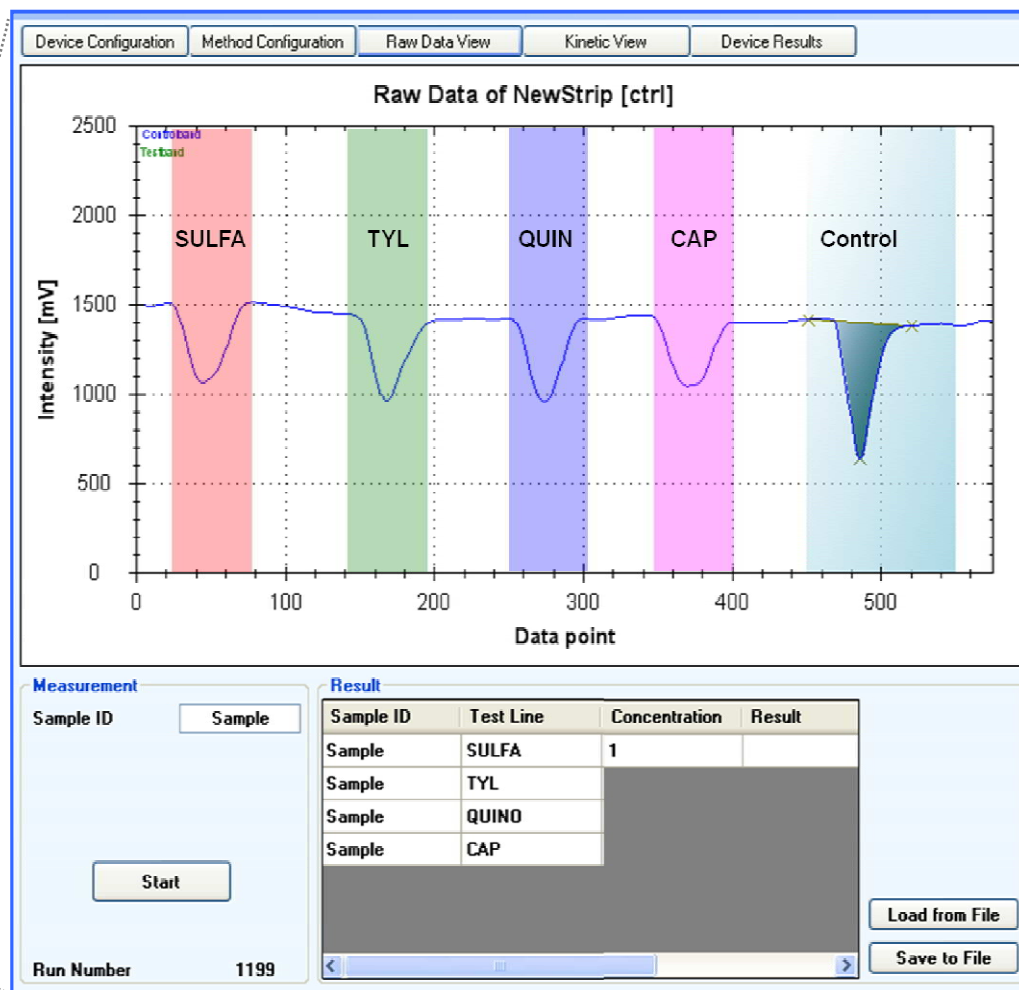 Device Configuration Method Configuration Raw Data View Kinetic View Device Results
Raw Data of NewStrip [ctrl]
Controlband
Testband
2500
2000
1500
1000
500
0
Intensity [mV]
SULFA TYL QUIN CAP Control
0 100 200 300 400 500
Data point
Measurement
Sample ID Sample
Start
Run Number 1199
Result
Sample ID Test Line Concentration Result
Sample SULFA 1
Sample TYL
Sample QUINO
Sample CAP
Load from File
Save to File